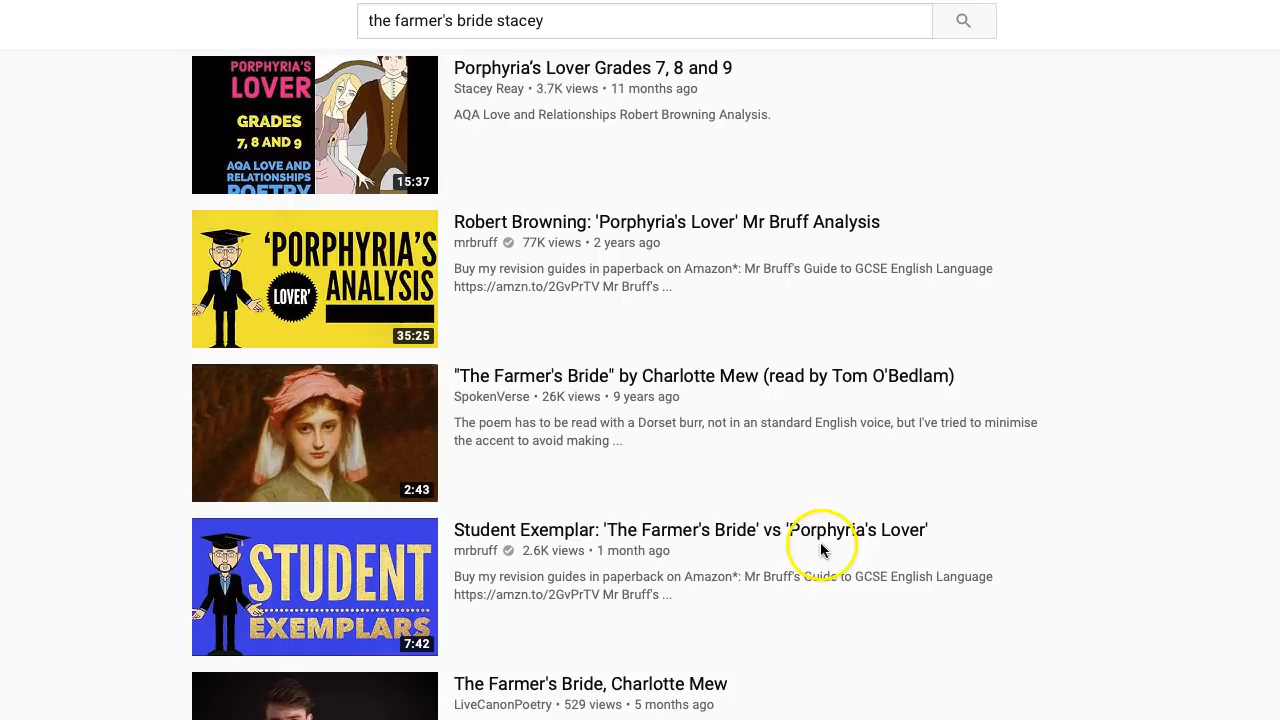 the farmer's bride stacey
PORPHYRIA'S
LOVER
GRADES
7, 8 AND 9
AQA LOVE AND
RELATIONSHIPS
POETRY
15:37
Porphyria’s Lover Grades 7, 8 and 9
Stacey Reay • 3.7K views • 11 months ago
AQA Love and Relationships Robert Browning Analysis.
'PORPHYRIA'S
LOVER'
ANALYSIS
35:25
Robert Browning: 'Porphyria's Lover' Mr Bruff Analysis
mrbruff 77K views • 2 years ago
Buy my revision guides in paperback on Amazon*: Mr Bruff's Guide to GCSE English Language
https://amzn.to/2GvPrTV Mr Bruff's ...
2:43
"The Farmer's Bride" by Charlotte Mew (read by Tom O'Bedlam)
SpokenVerse • 26K views • 9 years ago
The poem has to be read with a Dorset burr, not in an standard English voice, but I've tried to minimise
the accent to avoid making ...
STUDENT
EXEMPLARS
7:42
Student Exemplar: 'The Farmer's Bride' vs 'Porphyria's Lover'
mrbruff 2.6K views • 1 month ago
Buy my revision guides in paperback on Amazon*: Mr Bruff's Guide to GCSE English Language
https://amzn.to/2GvPrTV Mr Bruff's ...
The Farmer's Bride, Charlotte Mew
LiveCanonPoetry • 529 views • 5 months ago